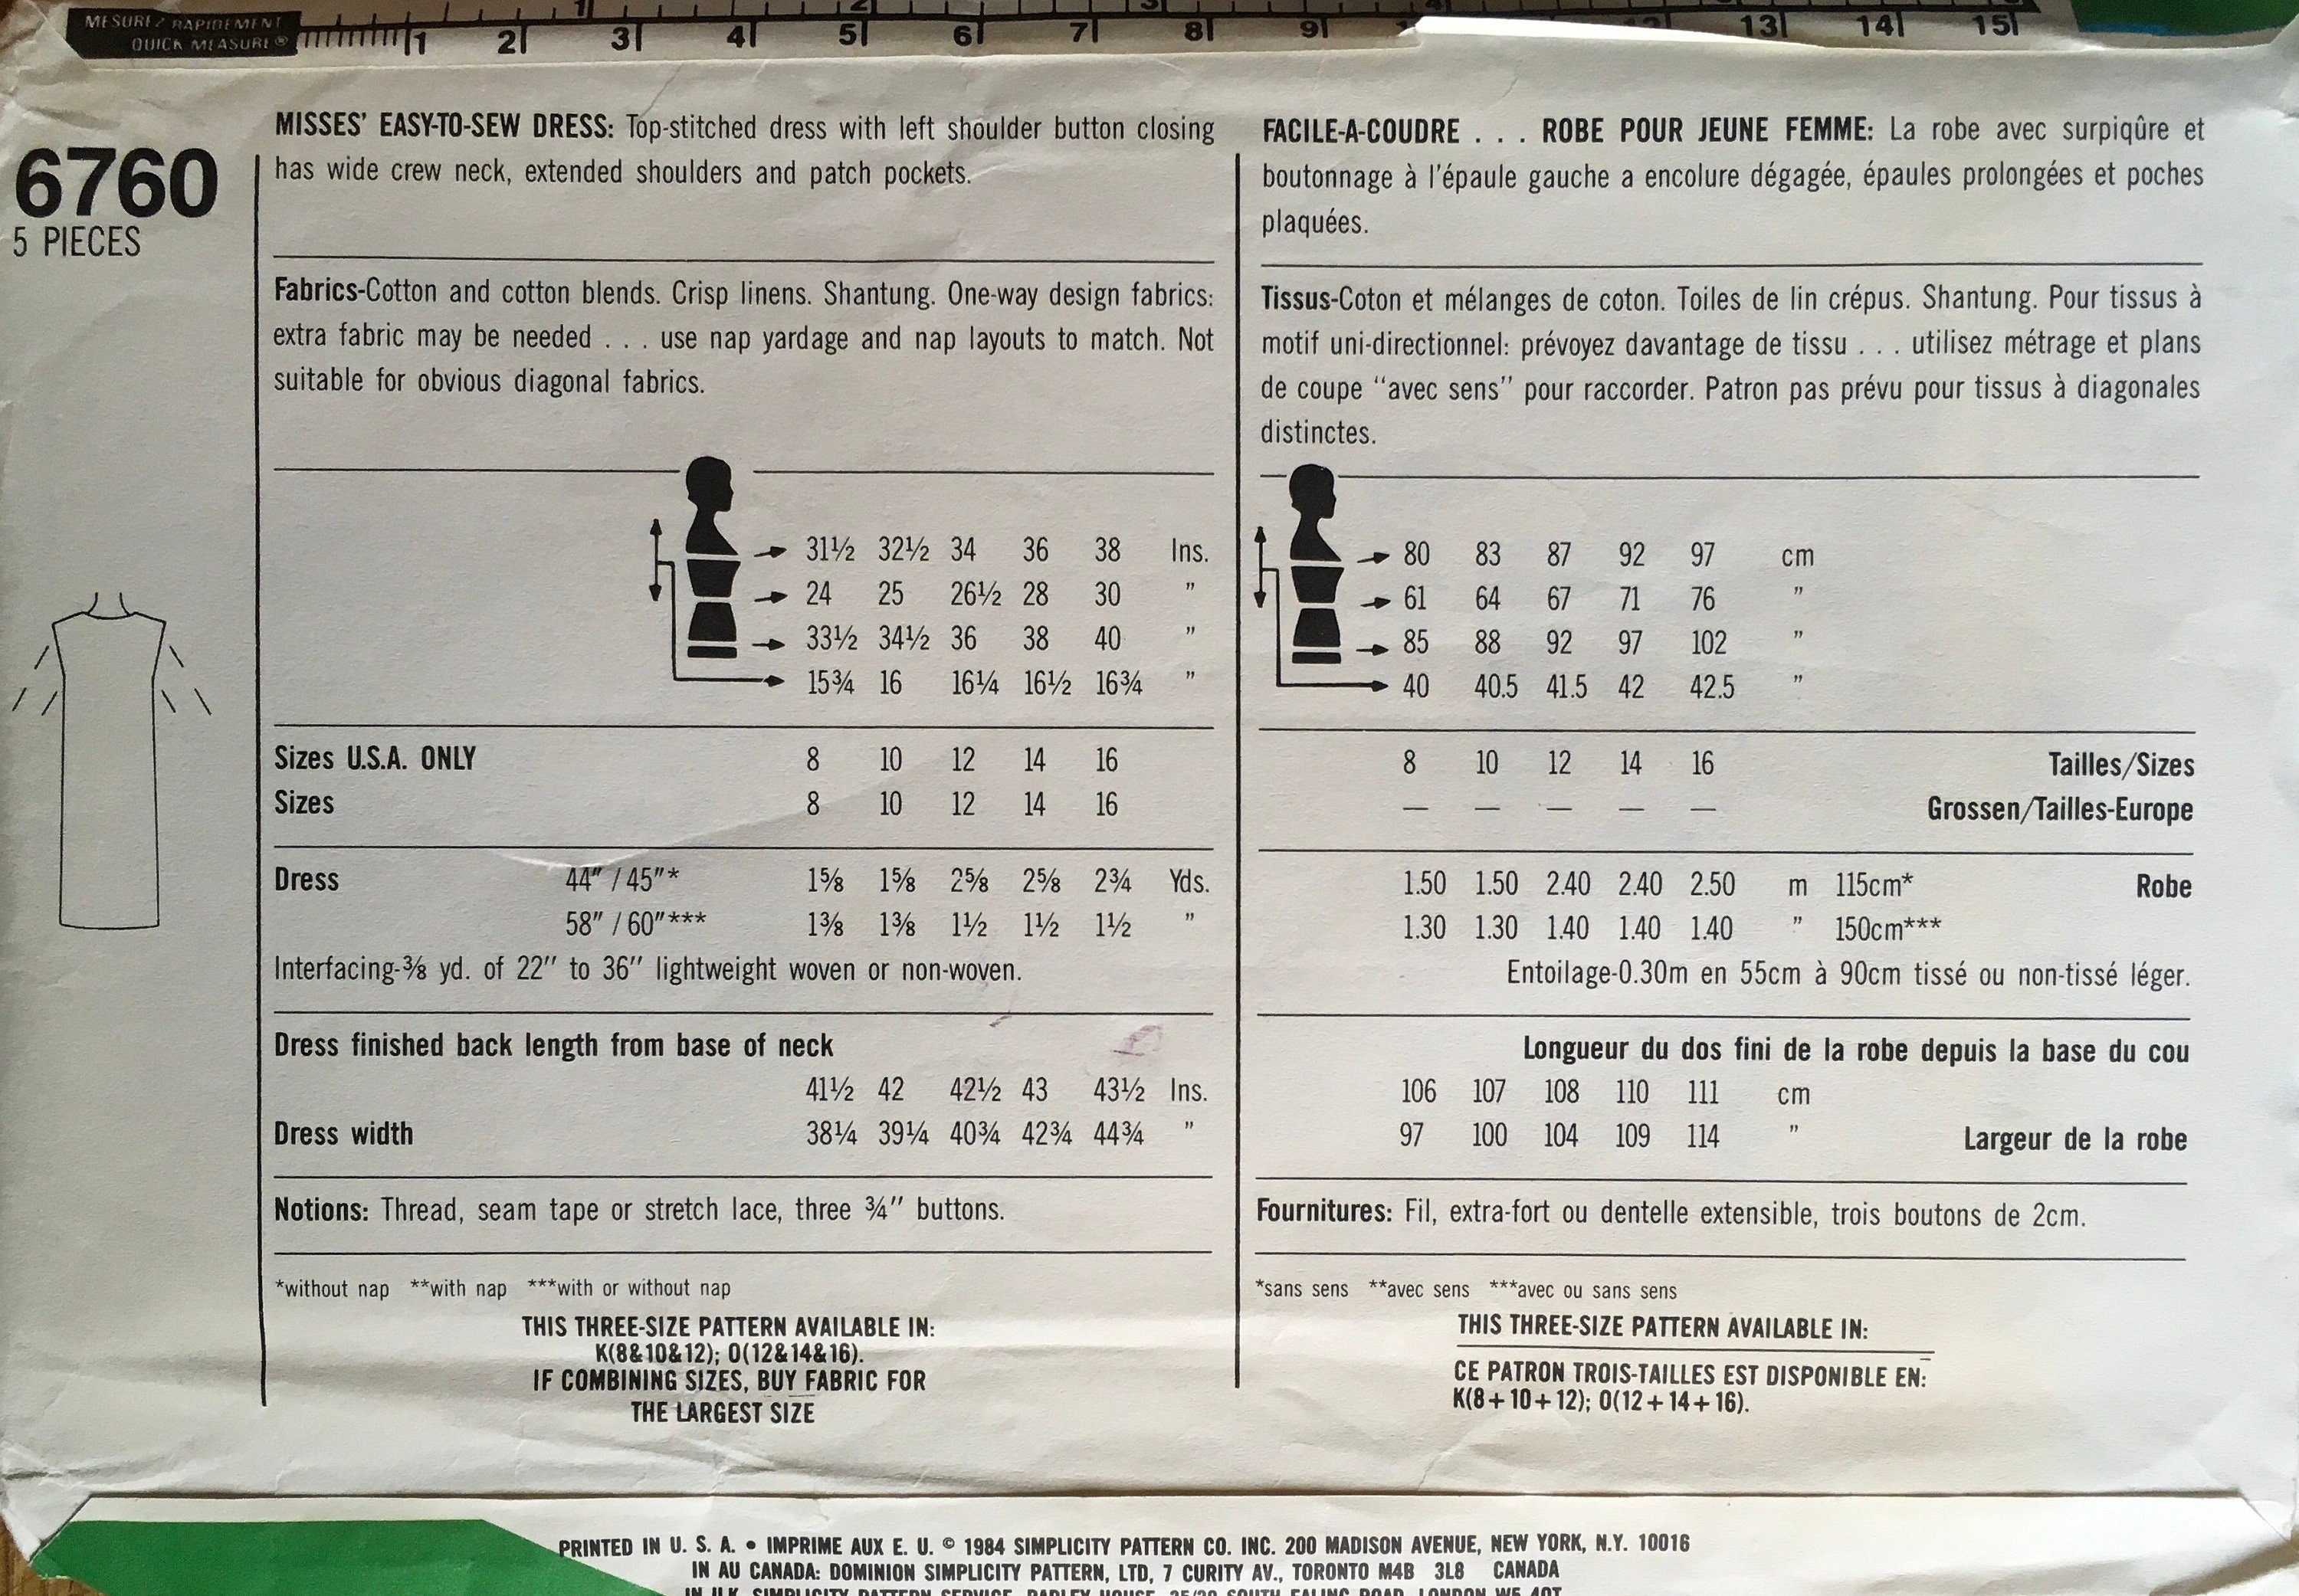 MESUREZ RAPIDEMENT
QUICK MEASURE®
1 2 3 4 5 6 7 8 9 13 14 15
6760
5 PIECES
MISSES' EASY-TO-SEW DRESS: Top-stitched dress with left shoulder button closing
has wide crew neck, extended shoulders and patch pockets.
Fabrics-Cotton and cotton blends. Crisp linens. Shantung. One-way design fabrics:
extra fabric may be needed . . . use nap yardage and nap layouts to match. Not
suitable for obvious diagonal fabrics.
31½ 32½ 34 36 38 Ins.
24 25 26½ 28 30 "
33½ 34½ 36 38 40 "
15¾ 16 16¼ 16½ 16¾ "
Sizes U.S.A. ONLY 8 10 12 14 16
Sizes 8 10 12 14 16
Dress 44" / 45"* 1⅝ 1⅝ 2⅝ 2⅝ 2¾ Yds.
58" / 60"*** 1⅜ 1⅜ 1½ 1½ 1½ "
Interfacing-⅜ yd. of 22" to 36" lightweight woven or non-woven.
Dress finished back length from base of neck
41½ 42 42½ 43 43½ Ins.
Dress width 38¼ 39¼ 40¾ 42¾ 44¾ "
Notions: Thread, seam tape or stretch lace, three ¾" buttons.
*without nap **with nap ***with or without nap
THIS THREE-SIZE PATTERN AVAILABLE IN:
K(8&10&12); O(12&14&16).
IF COMBINING SIZES, BUY FABRIC FOR
THE LARGEST SIZE
FACILE-A-COUDRE . . . ROBE POUR JEUNE FEMME: La robe avec surpiqûre et
boutonnage à l'épaule gauche a encolure dégagée, épaules prolongées et poches
plaquées.
Tissus-Coton et mélanges de coton. Toiles de lin crépus. Shantung. Pour tissus à
motif uni-directionnel: prévoyez davantage de tissu . . . utilisez métrage et plans
de coupe "avec sens" pour raccorder. Patron pas prévu pour tissus à diagonales
distinctes.
80 83 87 92 97 cm
61 64 67 71 76 "
85 88 92 97 102 "
40 40.5 41.5 42 42.5 "
8 10 12 14 16 Tailles/Sizes
— — — — — Grossen/Tailles-Europe
1.50 1.50 2.40 2.40 2.50 m 115cm* Robe
1.30 1.30 1.40 1.40 1.40 " 150cm***
Entoilage-0.30m en 55cm à 90cm tissé ou non-tissé léger.
Longueur du dos fini de la robe depuis la base du cou
106 107 108 110 111 cm
97 100 104 109 114 " Largeur de la robe
Fournitures: Fil, extra-fort ou dentelle extensible, trois boutons de 2cm.
*sans sens **avec sens ***avec ou sans sens
THIS THREE-SIZE PATTERN AVAILABLE IN:
CE PATRON TROIS-TAILLES EST DISPONIBLE EN:
K(8+10+12); O(12+14+16).
PRINTED IN U. S. A. • IMPRIME AUX E. U. © 1984 SIMPLICITY PATTERN CO. INC. 200 MADISON AVENUE, NEW YORK, N.Y. 10016
IN AU CANADA: DOMINION SIMPLICITY PATTERN, LTD, 7 CURITY AV., TORONTO M4B 3L8 CANADA